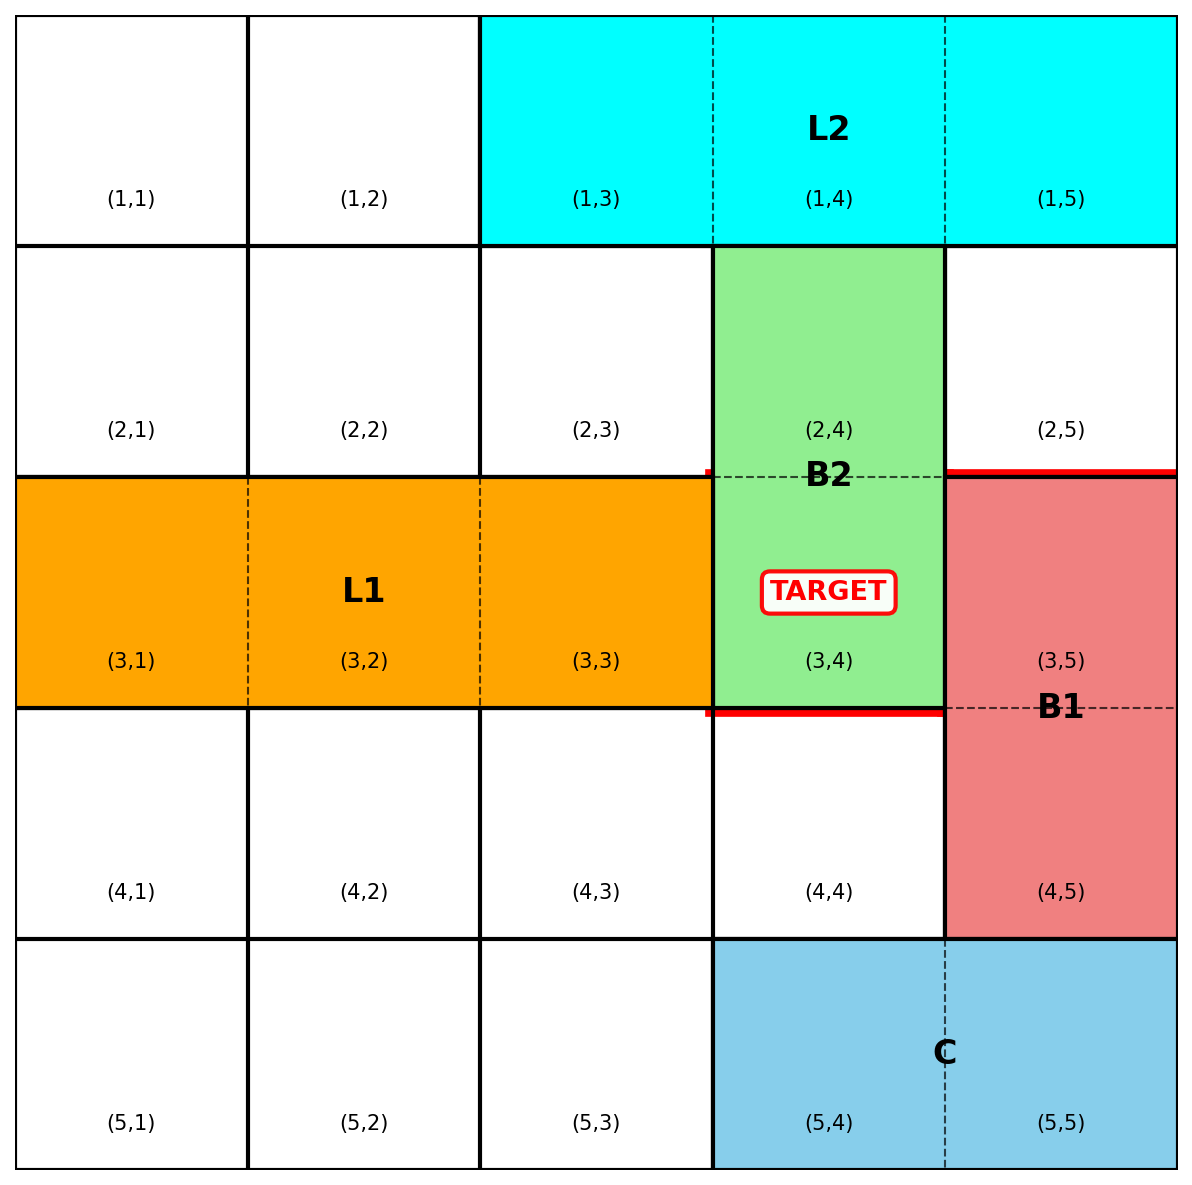 L2
(1,1) (1,2) (1,3) (1,4) (1,5)
(2,1) (2,2) (2,3) (2,4) (2,5)
B2
L1 TARGET
(3,1) (3,2) (3,3) (3,4) (3,5)
B1
(4,1) (4,2) (4,3) (4,4) (4,5)
C
(5,1) (5,2) (5,3) (5,4) (5,5)